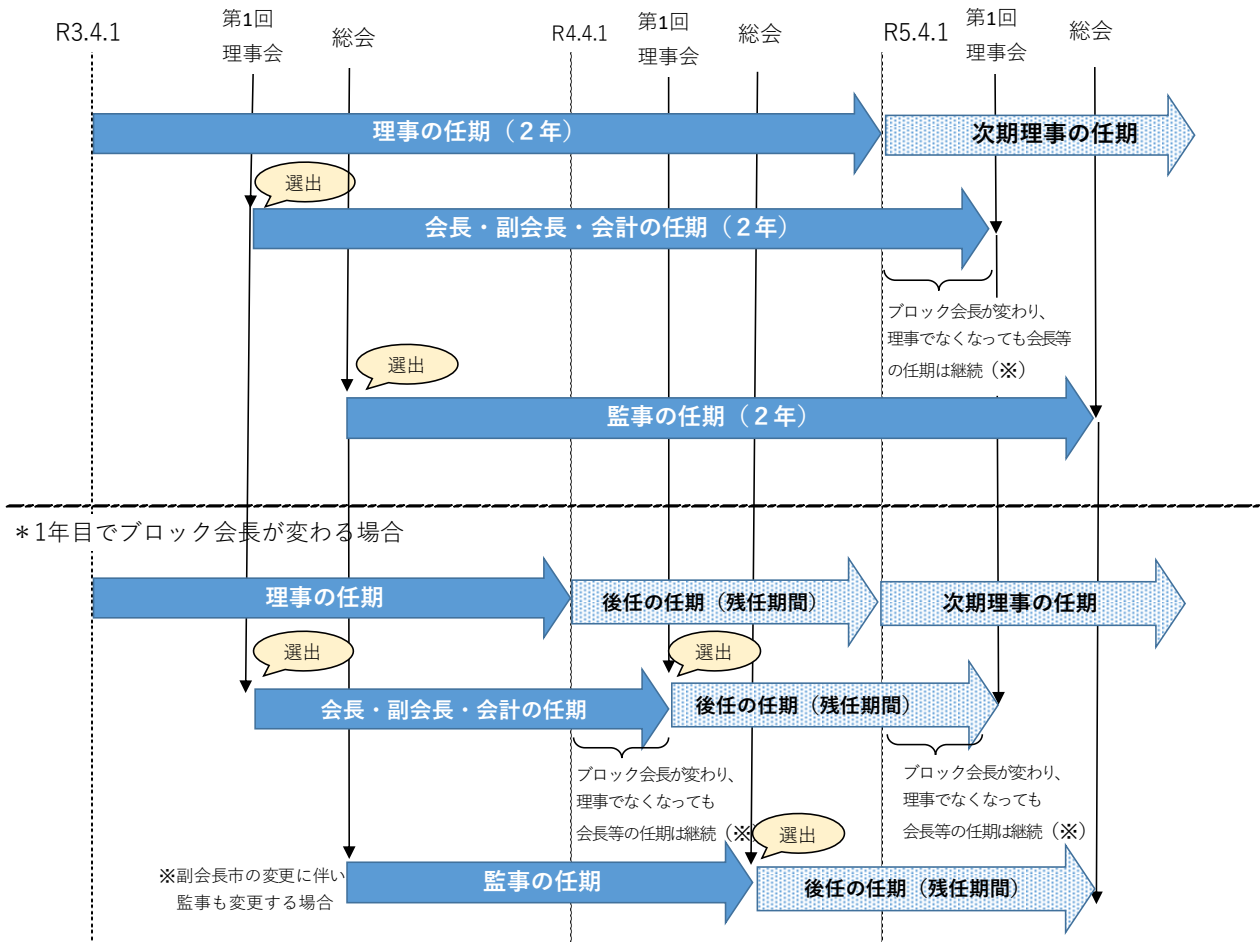 R3.4.1
第1回
理事会
総会
R4.4.1
第1回
理事会
総会
R5.4.1
第1回
理事会
総会
理事の任期（２年）
次期理事の任期
選出
会長・副会長・会計の任期（２年）
ブロック会長が変わり、
理事でなくなっても会長等
の任期は継続（※）
選出
監事の任期（２年）
＊1年目でブロック会長が変わる場合
理事の任期
後任の任期（残任期間）
次期理事の任期
選出
選出
会長・副会長・会計の任期
後任の任期（残任期間）
ブロック会長が変わり、
理事でなくなっても
会長等の任期は継続（※）
ブロック会長が変わり、
理事でなくなっても
会長等の任期は継続（※）
選出
※副会長市の変更に伴い
監事も変更する場合
監事の任期
後任の任期（残任期間）